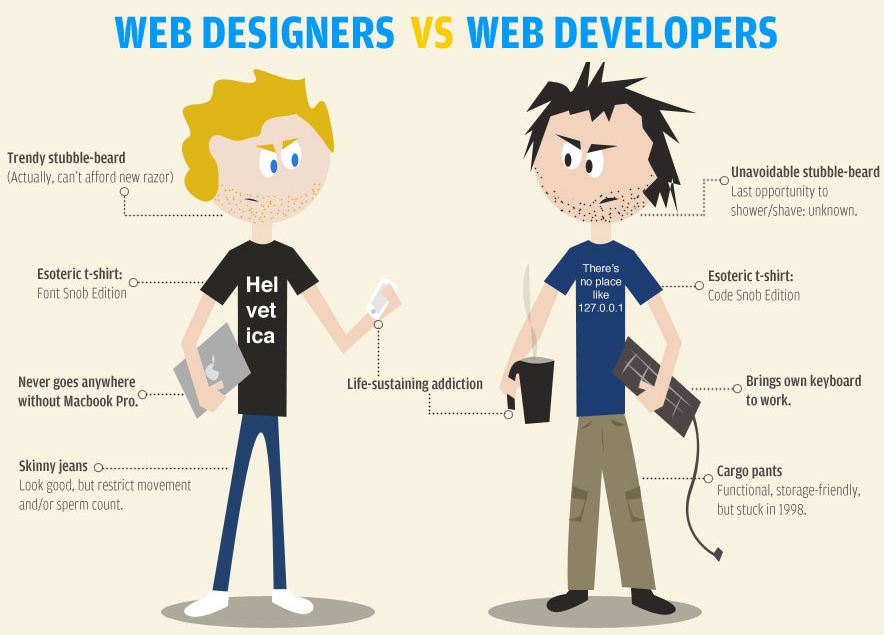 WEB DESIGNERS VS WEB DEVELOPERS
Trendy stubble-beard
(Actually, can't afford new razor)
Esoteric t-shirt:
Font Snob Edition
Hel
vet
ica
Never goes anywhere
without Macbook Pro.
Skinny jeans
Look good, but restrict movement
and/or sperm count.
Life-sustaining addiction
Unavoidable stubble-beard
Last opportunity to
shower/shave: unknown.
There's
no place
like
127.0.0.1
Esoteric t-shirt:
Code Snob Edition
Brings own keyboard
to work.
Cargo pants
Functional, storage-friendly,
but stuck in 1998.